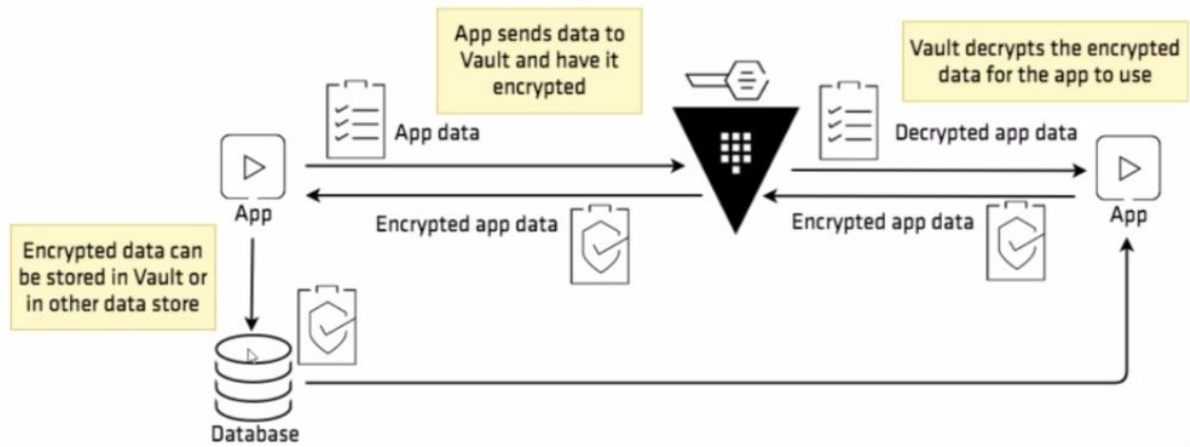 App sends data to
Vault and have it
encrypted
Vault decrypts the encrypted
data for the app to use
App data
Decrypted app data
App
Encrypted app data
Encrypted app data
App
Encrypted data can
be stored in Vault or
in other data store
Database